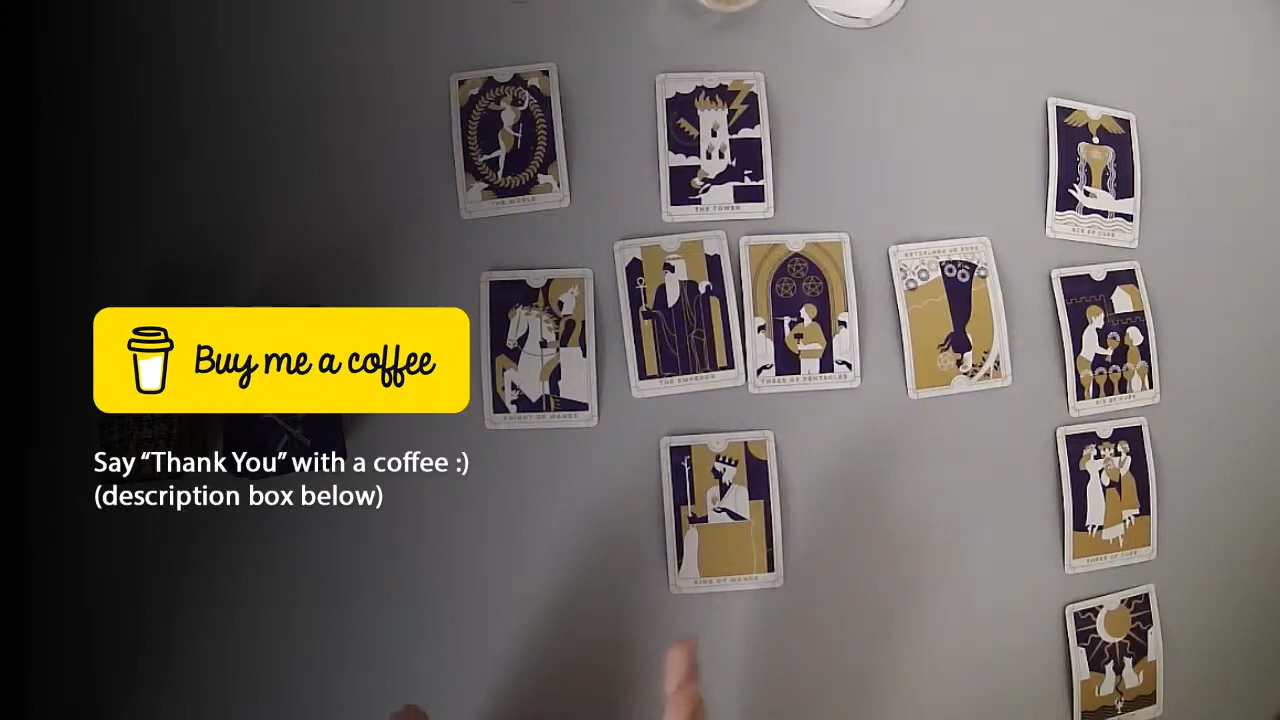 THE WORLD
THE TOWER
ACE OF CUPS
KNIGHT OF WANDS
THE EMPEROR
THREE OF PENTACLES
SIX OF CUPS
Buy me a coffee
Say “Thank You” with a coffee :)
(description box below)
KING OF WANDS
THREE OF CUPS